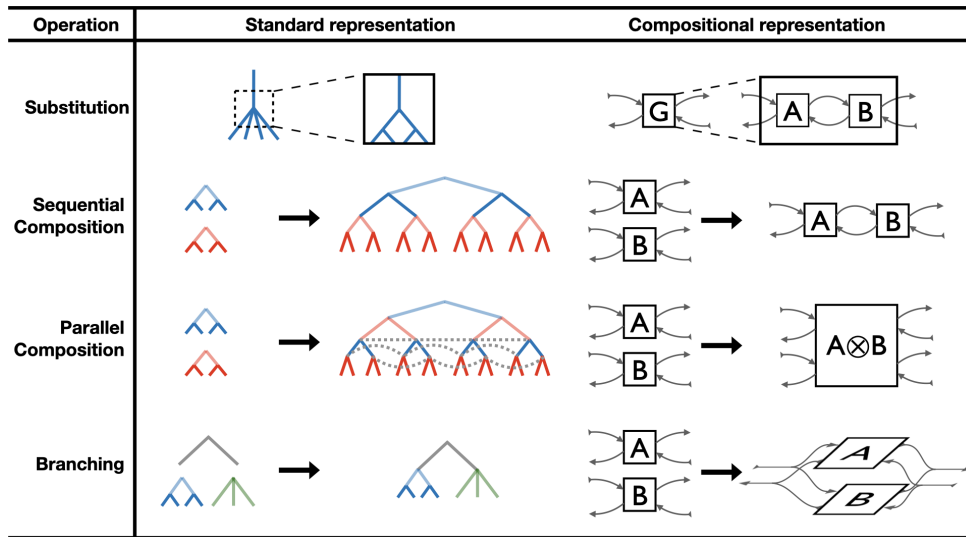 Operation Standard representation Compositional representation
Substitution
G A B
Sequential
Composition
A
B
A B
Parallel
Composition
A
B
A⊗B
Branching
A
B
A
B